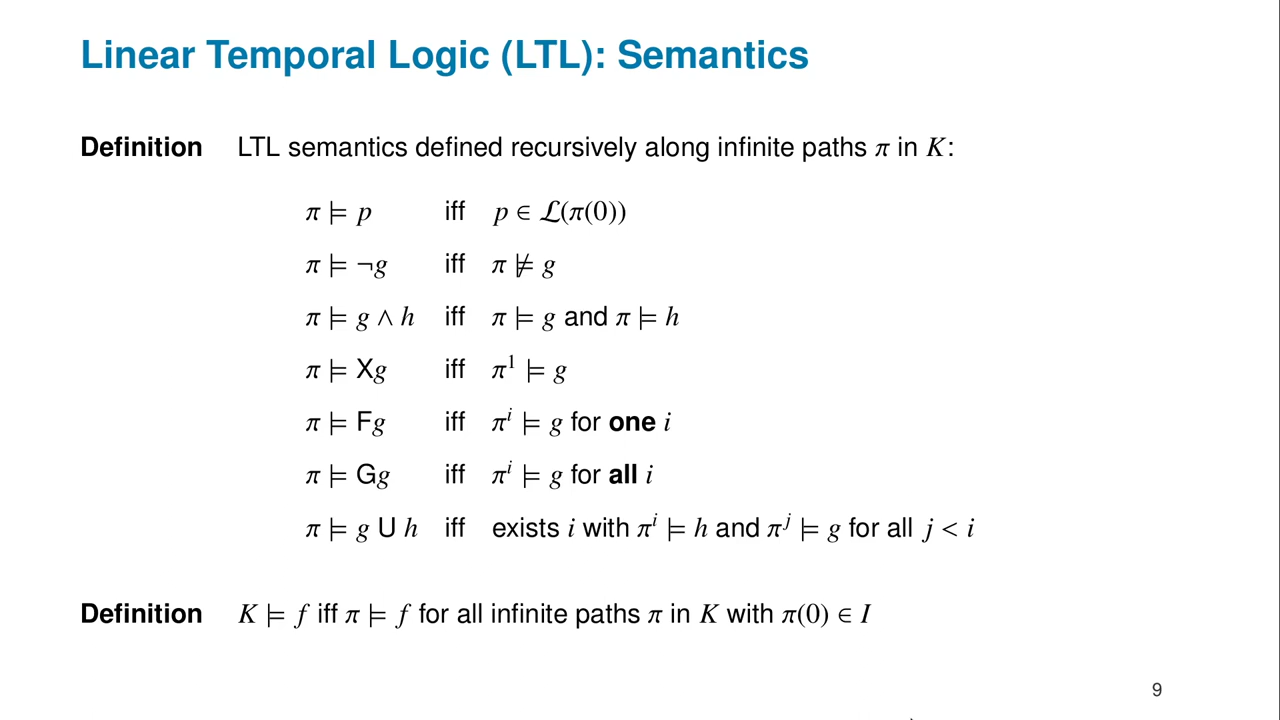 Linear Temporal Logic (LTL): Semantics
Definition LTL semantics defined recursively along infinite paths π in K:
π ⊨ p iff p ∈ ℒ(π(0))
π ⊨ ¬g iff π ⊭ g
π ⊨ g ∧ h iff π ⊨ g and π ⊨ h
π ⊨ Xg iff π¹ ⊨ g
π ⊨ Fg iff πⁱ ⊨ g for one i
π ⊨ Gg iff πⁱ ⊨ g for all i
π ⊨ g U h iff exists i with πⁱ ⊨ h and πʲ ⊨ g for all j < i
Definition K ⊨ f iff π ⊨ f for all infinite paths π in K with π(0) ∈ I
9